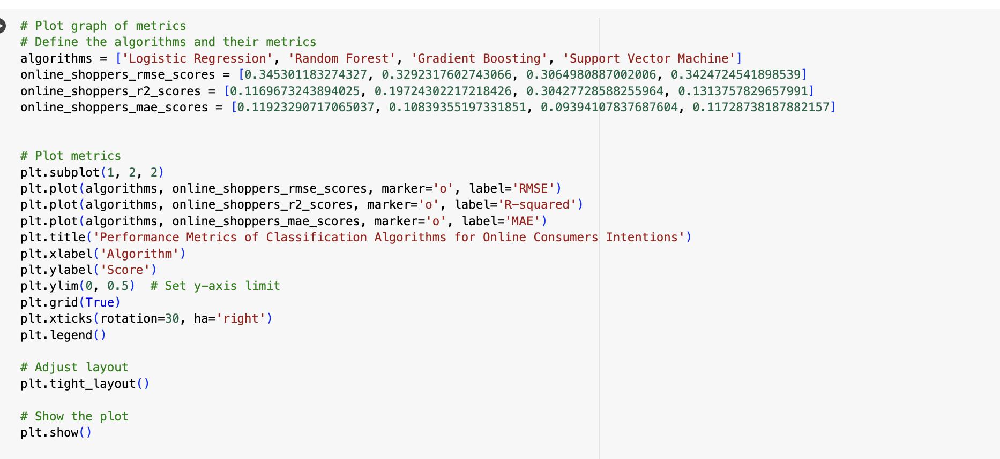 # Plot graph of metrics
# Define the algorithms and their metrics
algorithms = ['Logistic Regression', 'Random Forest', 'Gradient Boosting', 'Support Vector Machine']
online_shoppers_rmse_scores = [0.345301183274327, 0.3292317602743066, 0.3064980887002006, 0.3424724541898539]
online_shoppers_r2_scores = [0.1169673243894025, 0.19724302217218426, 0.30427728588255964, 0.1313757829657991]
online_shoppers_mae_scores = [0.11923290717065037, 0.10839355197331851, 0.09394107837687604, 0.11728738187882157]
# Plot metrics
plt.subplot(1, 2, 2)
plt.plot(algorithms, online_shoppers_rmse_scores, marker='o', label='RMSE')
plt.plot(algorithms, online_shoppers_r2_scores, marker='o', label='R-squared')
plt.plot(algorithms, online_shoppers_mae_scores, marker='o', label='MAE')
plt.title('Performance Metrics of Classification Algorithms for Online Consumers Intentions')
plt.xlabel('Algorithm')
plt.ylabel('Score')
plt.ylim(0, 0.5)  # Set y-axis limit
plt.grid(True)
plt.xticks(rotation=30, ha='right')
plt.legend()
# Adjust layout
plt.tight_layout()
# Show the plot
plt.show()